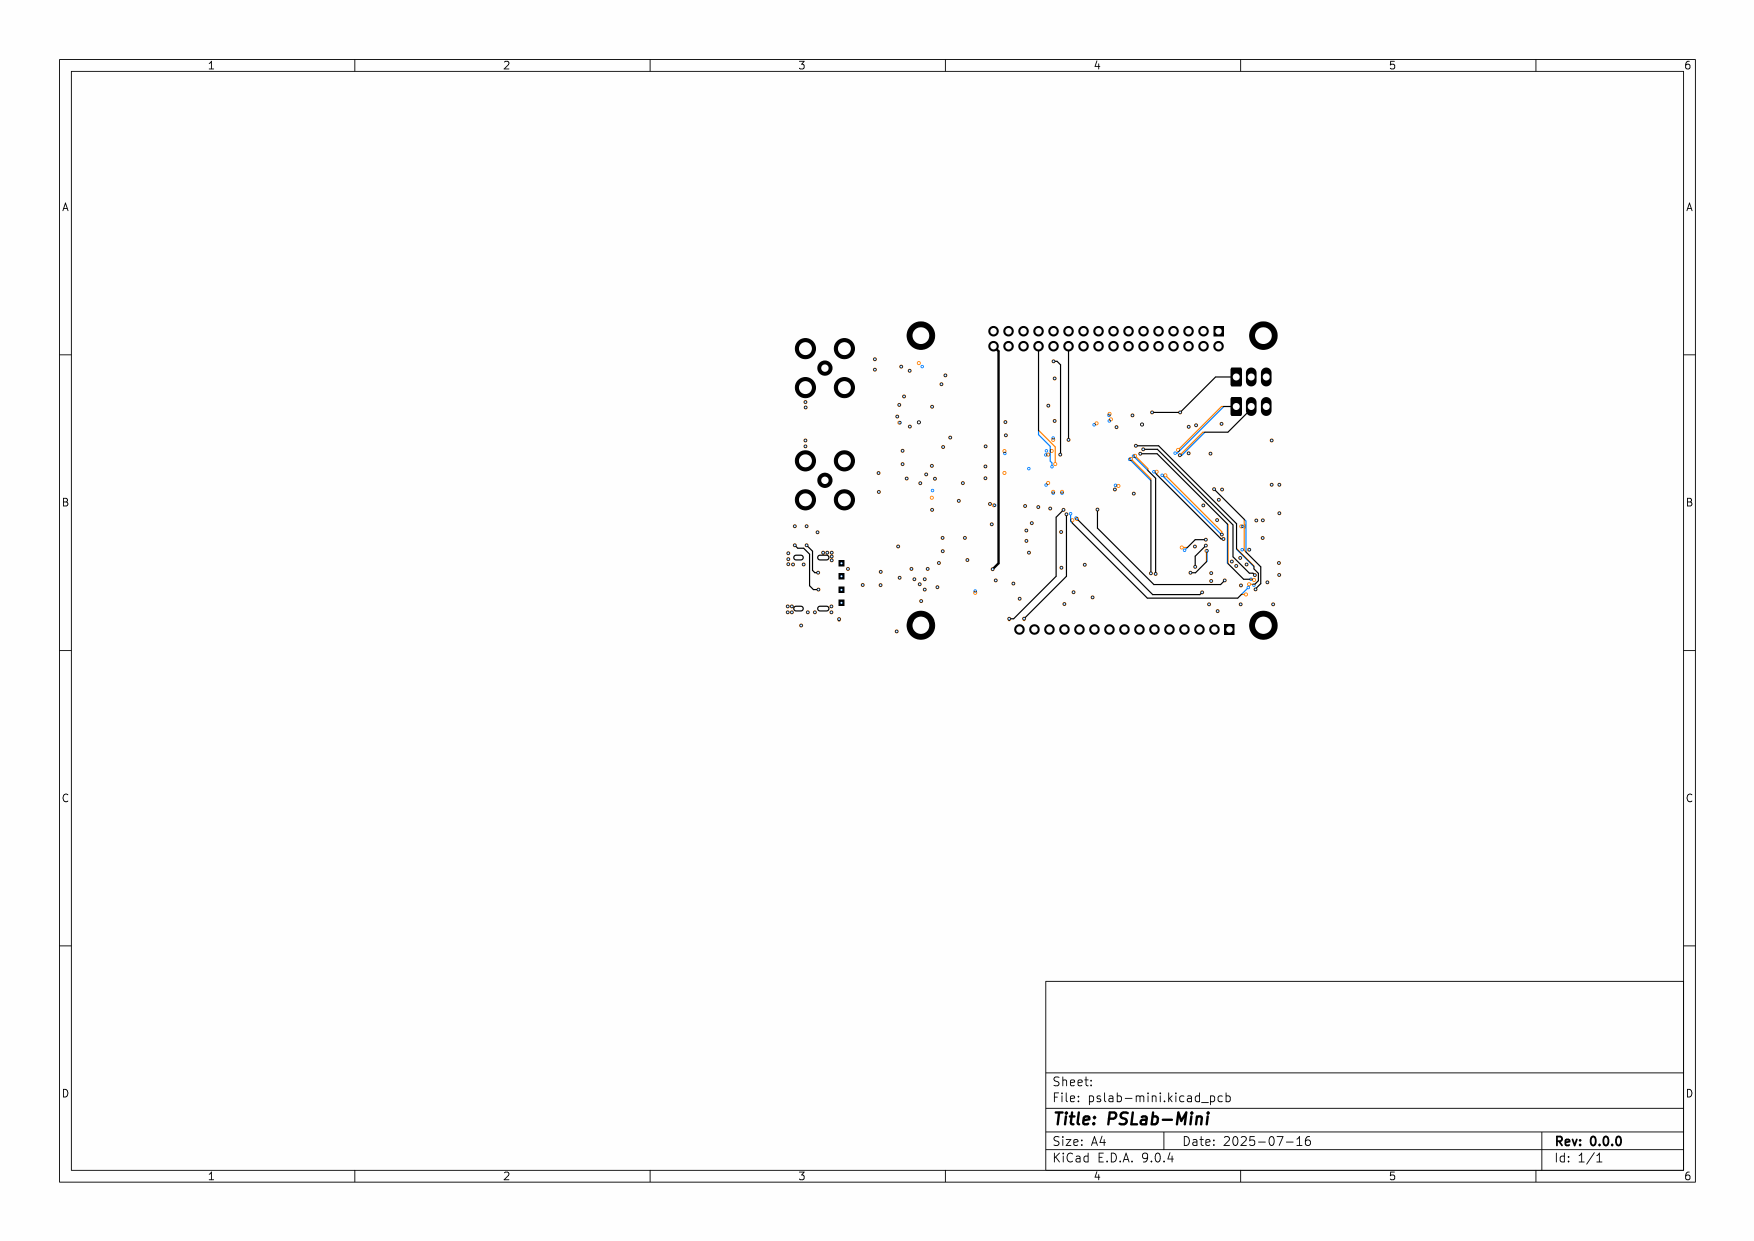 1 2 3 4 5 6
A A
B B
C C
D D
Sheet:
File: pslab-mini.kicad_pcb
Title: PSLab-Mini
Size: A4 Date: 2025-07-16 Rev: 0.0.0
KiCad E.D.A. 9.0.4 Id: 1/1
1 2 3 4 5 6